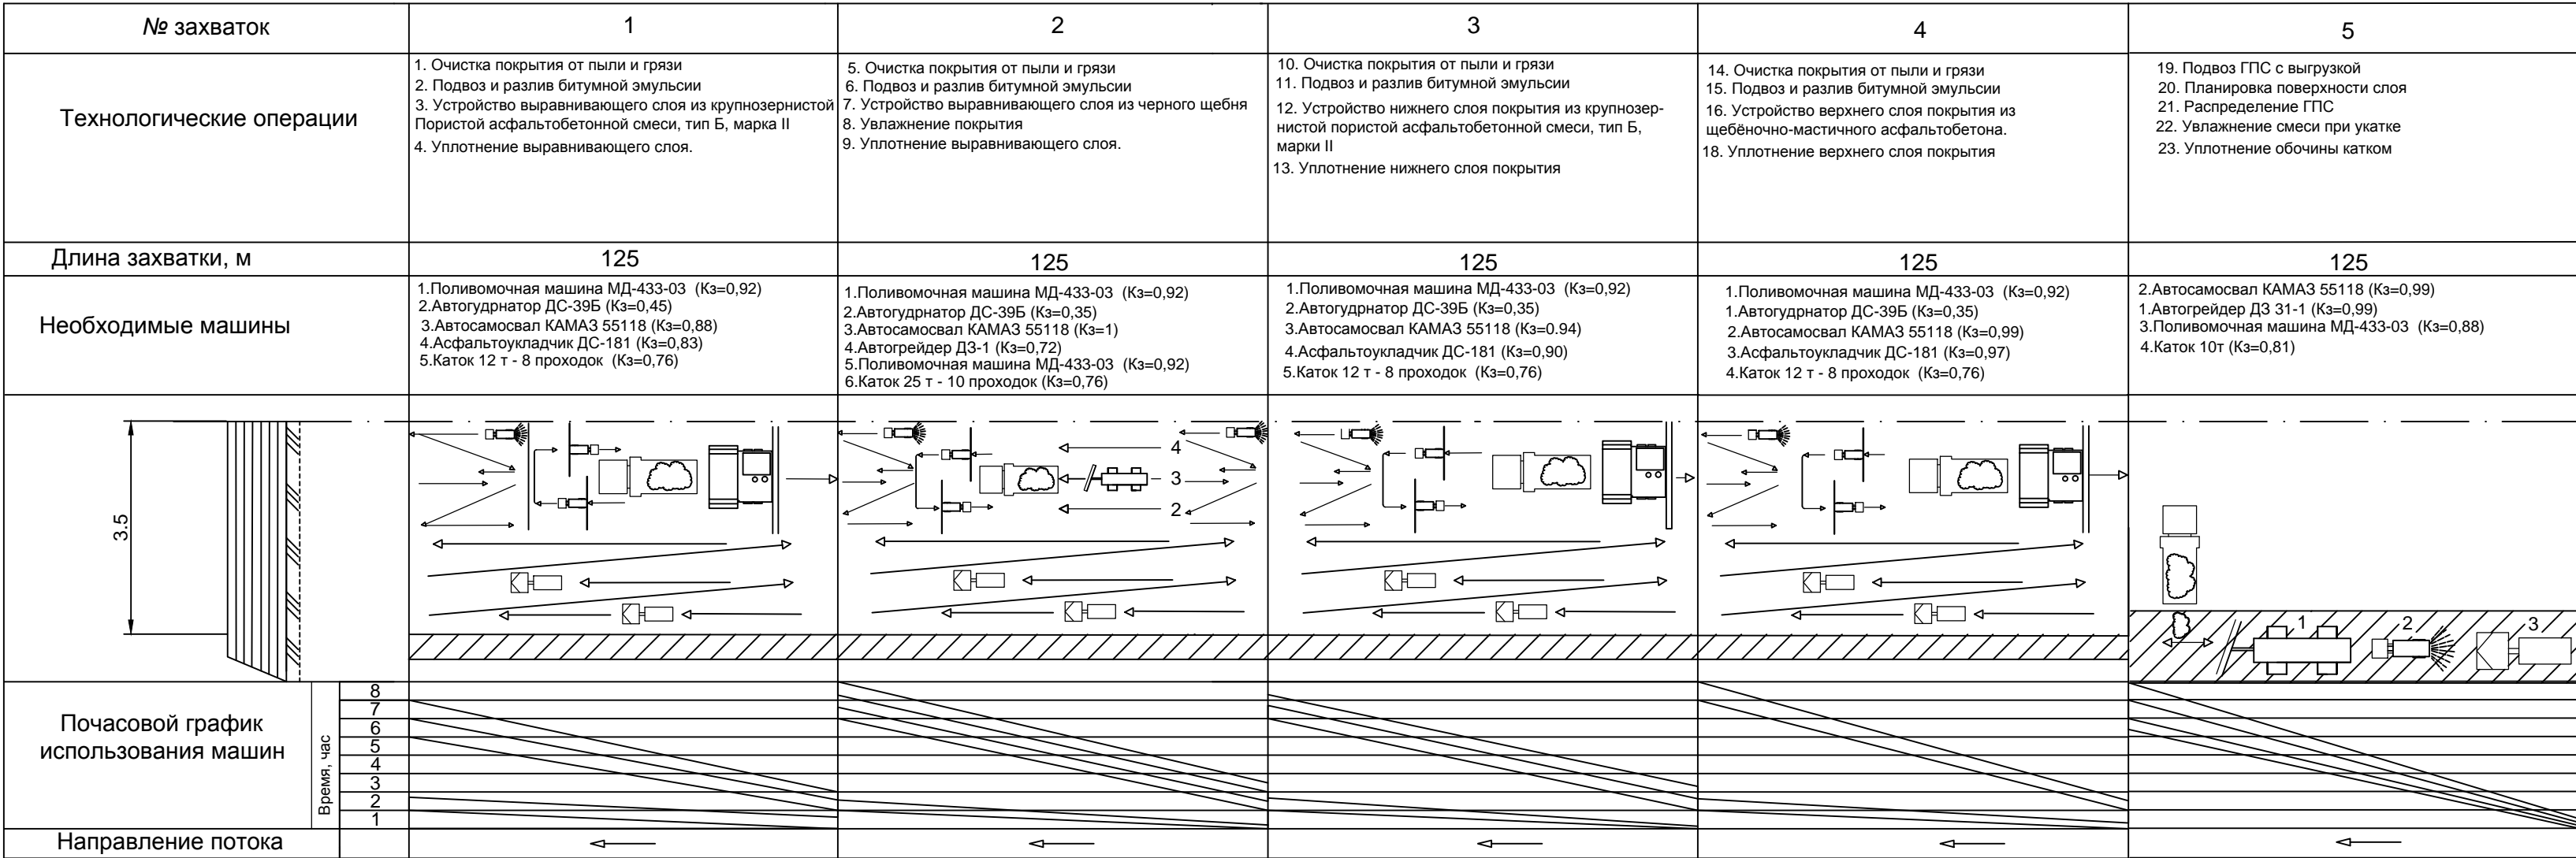 № захваток
1
2
3
4
5
Технологические операции
1. Очистка покрытия от пыли и грязи
2. Подвоз и разлив битумной эмульсии
3. Устройство выравнивающего слоя из крупнозернистой
Пористой асфальтобетонной смеси, тип Б, марка II
4. Уплотнение выравнивающего слоя.
5. Очистка покрытия от пыли и грязи
6. Подвоз и разлив битумной эмульсии
7. Устройство выравнивающего слоя из черного щебня
8. Увлажнение покрытия
9. Уплотнение выравнивающего слоя.
10. Очистка покрытия от пыли и грязи
11. Подвоз и разлив битумной эмульсии
12. Устройство нижнего слоя покрытия из крупнозер-
нистой пористой асфальтобетонной смеси, тип Б,
марки II
13. Уплотнение нижнего слоя покрытия
14. Очистка покрытия от пыли и грязи
15. Подвоз и разлив битумной эмульсии
16. Устройство верхнего слоя покрытия из
щебёночно-мастичного асфальтобетона.
18. Уплотнение верхнего слоя покрытия
19. Подвоз ГПС с выгрузкой
20. Планировка поверхности слоя
21. Распределение ГПС
22. Увлажнение смеси при укатке
23. Уплотнение обочины катком
Длина захватки, м
125
125
125
125
125
Необходимые машины
1.Поливомочная машина МД-433-03 (Кз=0,92)
2.Автогудрнатор ДС-39Б (Кз=0,45)
3.Автосамосвал КАМАЗ 55118 (Кз=0,88)
4.Асфальтоукладчик ДС-181 (Кз=0,83)
5.Каток 12 т - 8 проходок (Кз=0,76)
1.Поливомочная машина МД-433-03 (Кз=0,92)
2.Автогудрнатор ДС-39Б (Кз=0,35)
3.Автосамосвал КАМАЗ 55118 (Кз=1)
4.Автогрейдер ДЗ-1 (Кз=0,72)
5.Поливомочная машина МД-433-03 (Кз=0,92)
6.Каток 25 т - 10 проходок (Кз=0,76)
1.Поливомочная машина МД-433-03 (Кз=0,92)
2.Автогудрнатор ДС-39Б (Кз=0,35)
3.Автосамосвал КАМАЗ 55118 (Кз=0.94)
4.Асфальтоукладчик ДС-181 (Кз=0,90)
5.Каток 12 т - 8 проходок (Кз=0,76)
1.Поливомочная машина МД-433-03 (Кз=0,92)
1.Автогудрнатор ДС-39Б (Кз=0,35)
2.Автосамосвал КАМАЗ 55118 (Кз=0,99)
3.Асфальтоукладчик ДС-181 (Кз=0,97)
4.Каток 12 т - 8 проходок (Кз=0,76)
2.Автосамосвал КАМАЗ 55118 (Кз=0,99)
1.Автогрейдер ДЗ 31-1 (Кз=0,99)
3.Поливомочная машина МД-433-03 (Кз=0,88)
4.Каток 10т (Кз=0,81)
3.5
4
3
2
1
2
3
Почасовой график
использования машин
Время, час
8
7
6
5
4
3
2
1
Направление потока